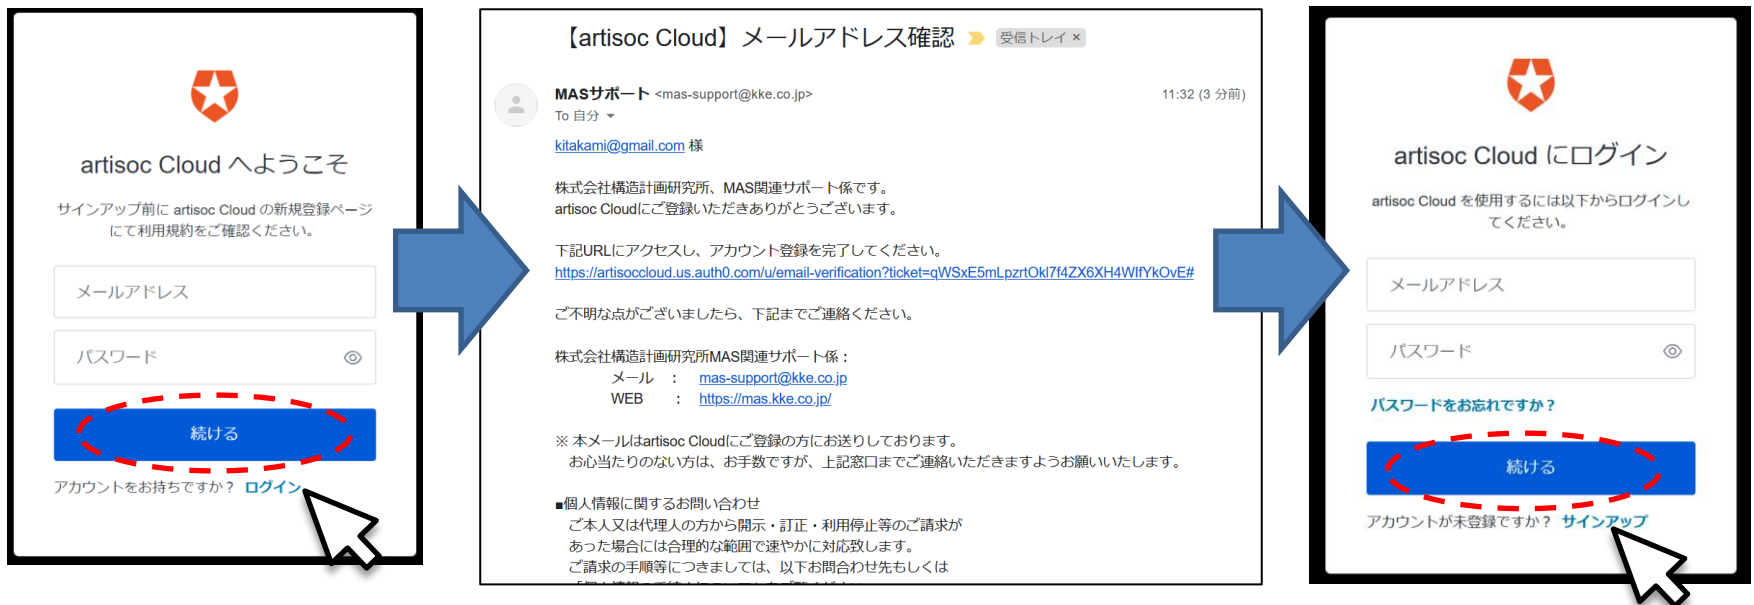 artisoc Cloud へようこそ
サインアップ前に artisoc Cloud の新規登録ページ
にて利用規約をご確認ください。
メールアドレス
パスワード
続ける
アカウントをお持ちですか？ ログイン
【artisoc Cloud】メールアドレス確認
受信トレイ ×
MASサポート <mas-support@kke.co.jp>
11:32 (3 分前)
To 自分
kitakami@gmail.com 様
株式会社構造計画研究所、MAS関連サポート係です。
artisoc Cloudにご登録いただきありがとうございます。
下記URLにアクセスし、アカウント登録を完了してください。
https://artisoccloud.us.auth0.com/u/email-verification?ticket=qWSxE5mLpzrtOkl7f4ZX6XH4WIfYkOvE#
ご不明な点がございましたら、下記までご連絡ください。
株式会社構造計画研究所MAS関連サポート係：
メール ： mas-support@kke.co.jp
WEB ： https://mas.kke.co.jp/
※ 本メールはartisoc Cloudにご登録の方にお送りしております。
お心当たりのない方は、お手数ですが、上記窓口までご連絡いただきますようお願いいたします。
■個人情報に関するお問い合わせ
ご本人又は代理人の方から開示・訂正・利用停止等のご請求が
あった場合には合理的な範囲で速やかに対応致します。
ご請求の手順等につきましては、以下お問合わせ先もしくは
artisoc Cloud にログイン
artisoc Cloud を使用するには以下からログインし
てください。
メールアドレス
パスワード
パスワードをお忘れですか？
続ける
アカウントが未登録ですか？ サインアップ